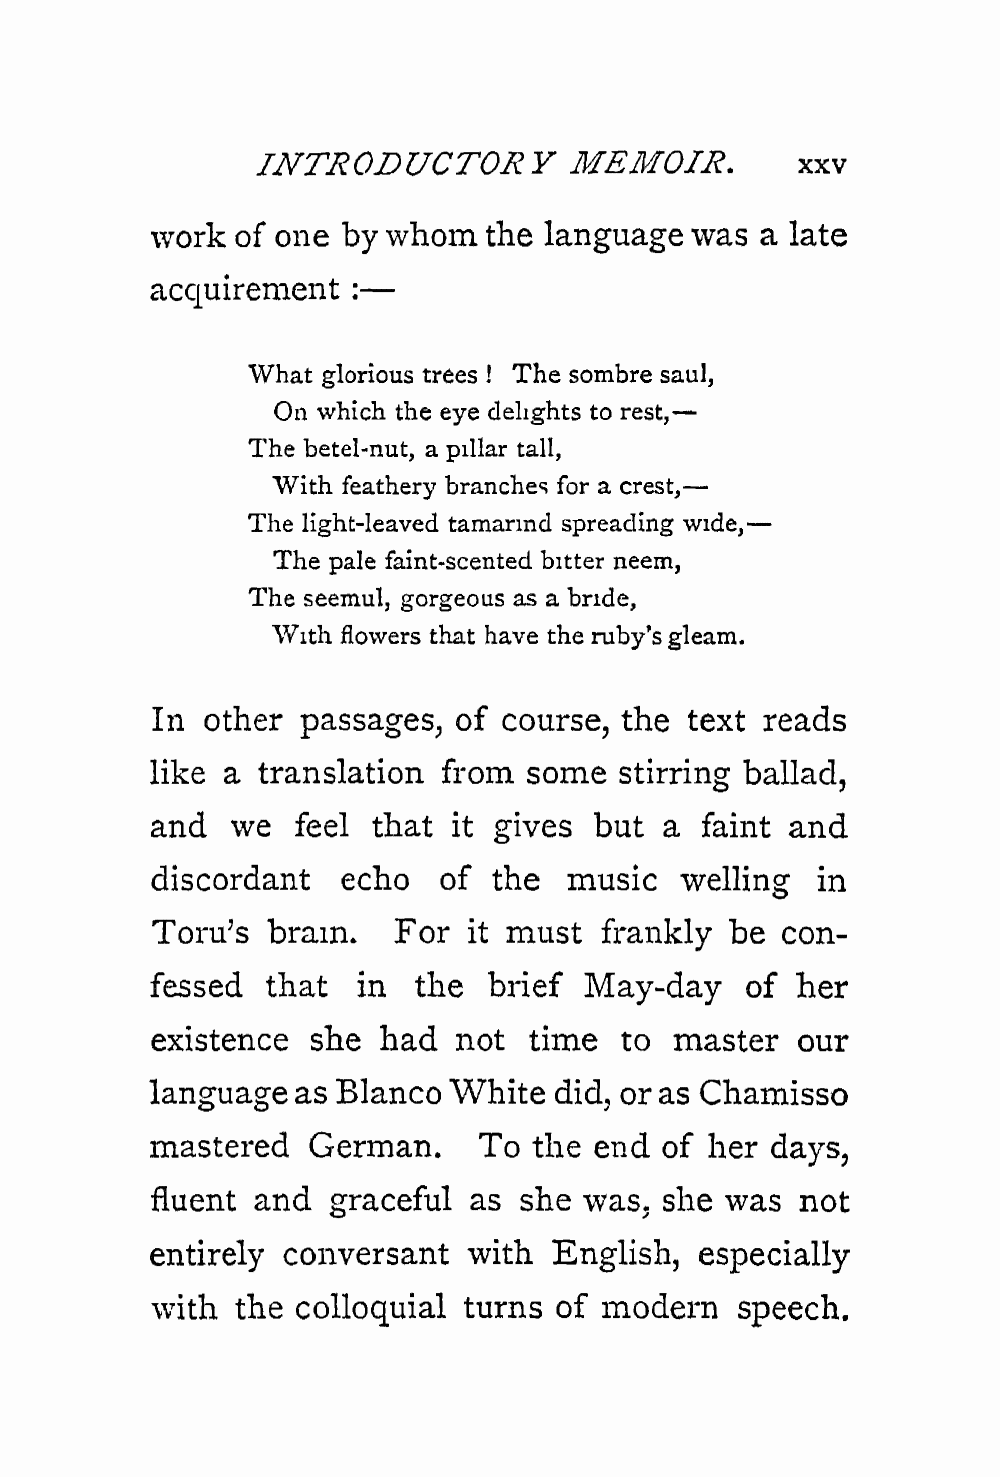 INTRODUCTORY MEMOIR. xxv
work of one by whom the language was a late
acquirement :—
What glorious trees ! The sombre saul,
On which the eye delights to rest,—
The betel-nut, a pillar tall,
With feathery branches for a crest,—
The light-leaved tamarind spreading wide,—
The pale faint-scented bitter neem,
The seemul, gorgeous as a bride,
With flowers that have the ruby's gleam.
In other passages, of course, the text reads
like a translation from some stirring ballad,
and we feel that it gives but a faint and
discordant echo of the music welling in
Toru's brain. For it must frankly be con-
fessed that in the brief May-day of her
existence she had not time to master our
language as Blanco White did, or as Chamisso
mastered German. To the end of her days,
fluent and graceful as she was, she was not
entirely conversant with English, especially
with the colloquial turns of modern speech.